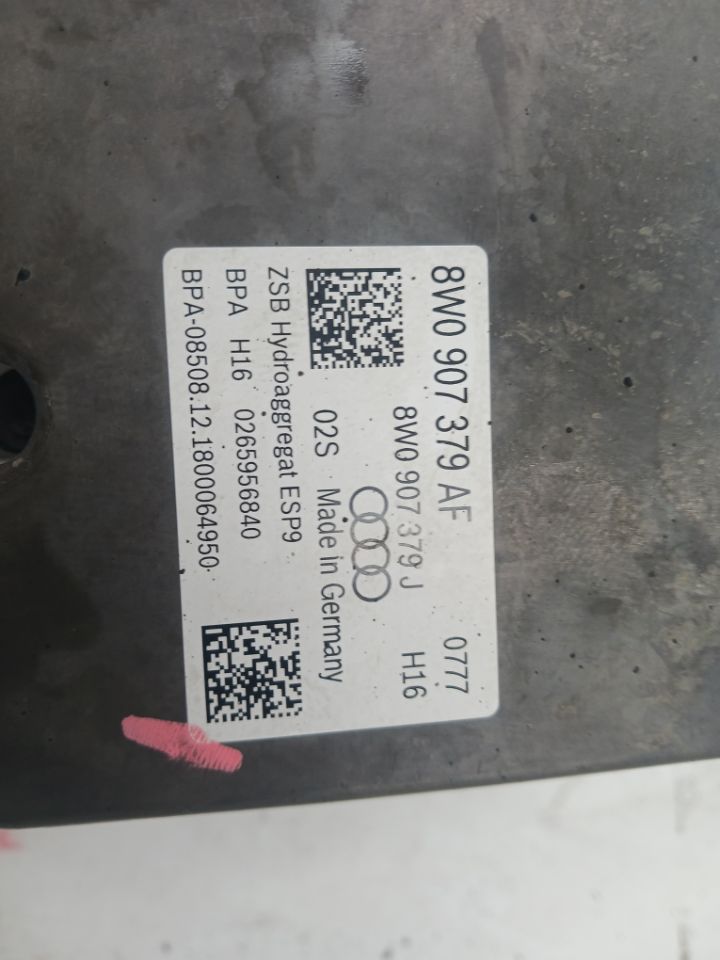 8W0 907 379 AF 0777
8W0 907 379 J H16
02S Made in Germany
ZSB Hydroaggregat ESP9
BPA H16 0265956840
BPA-08508.12.1800064950